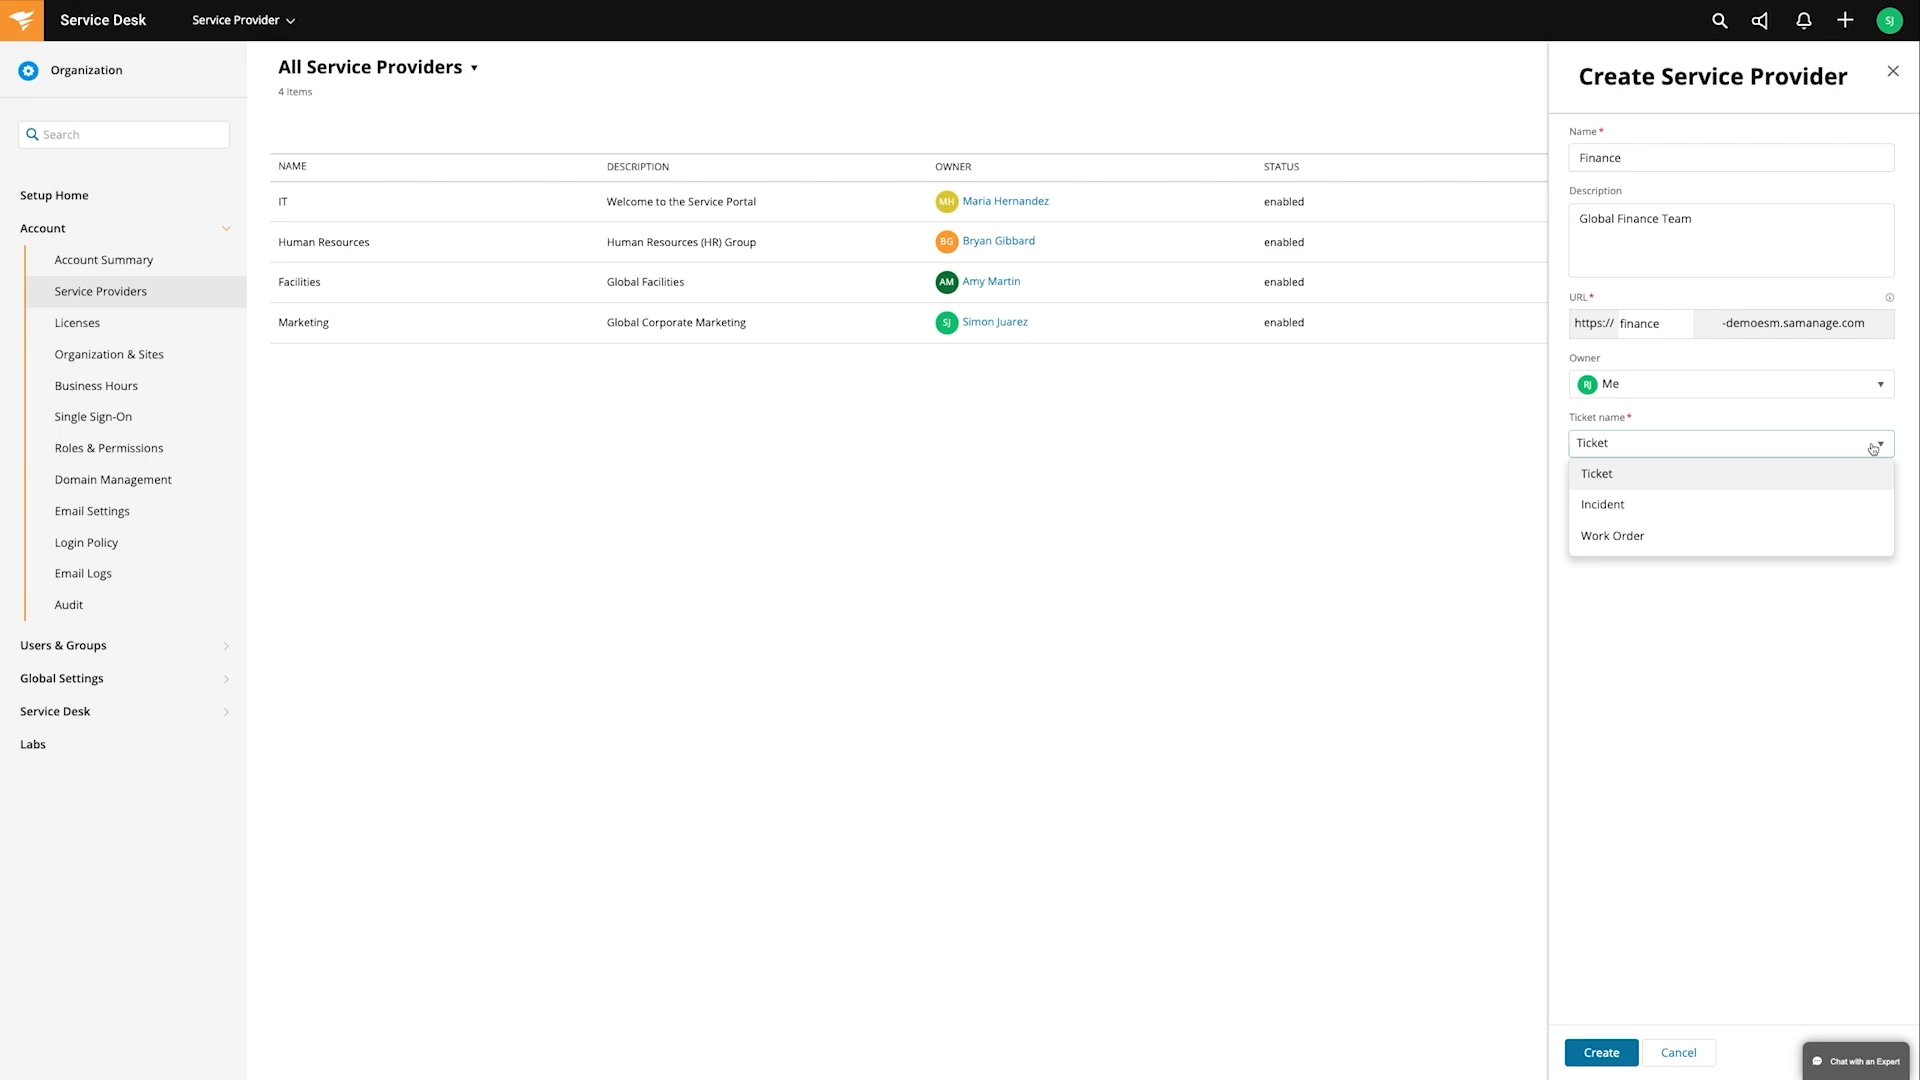 Service Desk
Service Provider
SJ
Organization
Search
Setup Home
Account
Account Summary
Service Providers
Licenses
Organization & Sites
Business Hours
Single Sign-On
Roles & Permissions
Domain Management
Email Settings
Login Policy
Email Logs
Audit
Users & Groups
Global Settings
Service Desk
Labs
All Service Providers
4 Items
NAME DESCRIPTION OWNER STATUS
IT Welcome to the Service Portal MH Maria Hernandez enabled
Human Resources Human Resources (HR) Group BG Bryan Gibbard enabled
Facilities Global Facilities AM Amy Martin enabled
Marketing Global Corporate Marketing SJ Simon Juarez enabled
Create Service Provider
Name*
Finance
Description
Global Finance Team
URL*
https:// finance -demoesm.samanage.com
Owner
RJ Me
Ticket name*
Ticket
Ticket
Incident
Work Order
Create Cancel
Chat with an Expert